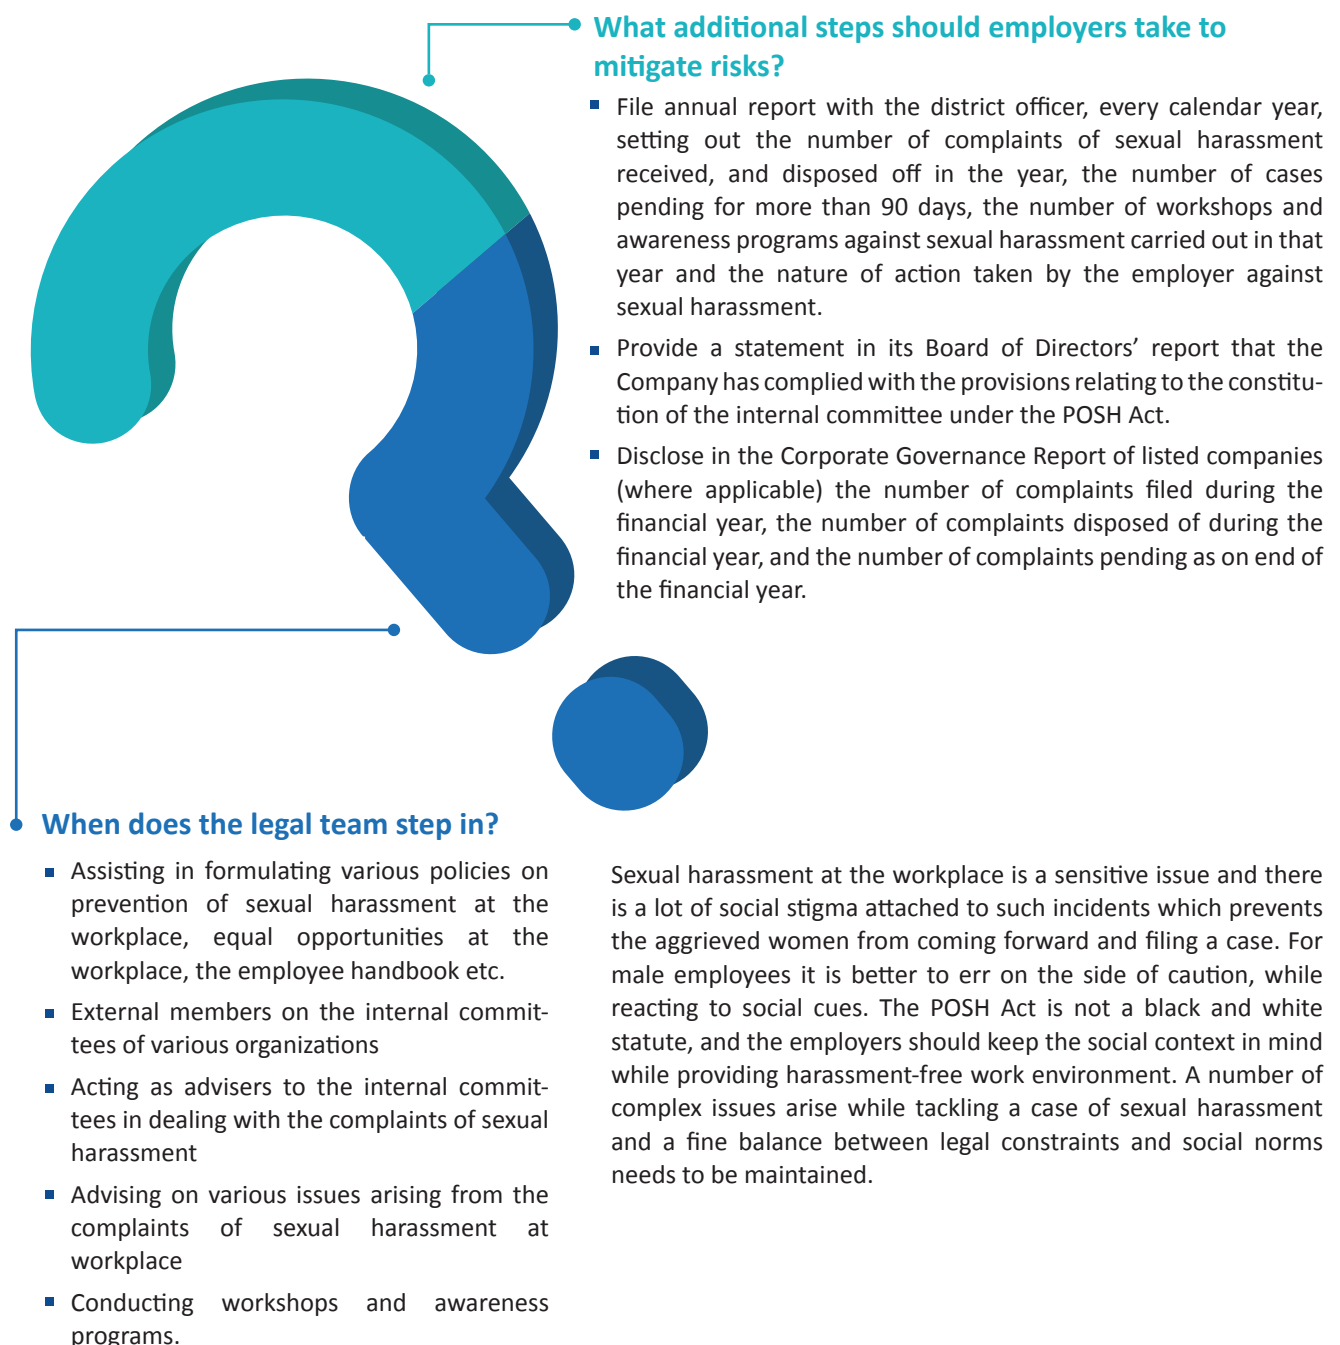 What additional steps should employers take to
mitigate risks?
File annual report with the district officer, every calendar year,
setting out the number of complaints of sexual harassment
received, and disposed off in the year, the number of cases
pending for more than 90 days, the number of workshops and
awareness programs against sexual harassment carried out in that
year and the nature of action taken by the employer against
sexual harassment.
Provide a statement in its Board of Directors’ report that the
Company has complied with the provisions relating to the constitu-
tion of the internal committee under the POSH Act.
Disclose in the Corporate Governance Report of listed companies
(where applicable) the number of complaints filed during the
financial year, the number of complaints disposed of during the
financial year, and the number of complaints pending as on end of
the financial year.
When does the legal team step in?
Assisting in formulating various policies on
prevention of sexual harassment at the
workplace, equal opportunities at the
workplace, the employee handbook etc.
External members on the internal commit-
tees of various organizations
Acting as advisers to the internal commit-
tees in dealing with the complaints of sexual
harassment
Advising on various issues arising from the
complaints of sexual harassment at
workplace
Conducting workshops and awareness
programs.
Sexual harassment at the workplace is a sensitive issue and there
is a lot of social stigma attached to such incidents which prevents
the aggrieved women from coming forward and filing a case. For
male employees it is better to err on the side of caution, while
reacting to social cues. The POSH Act is not a black and white
statute, and the employers should keep the social context in mind
while providing harassment-free work environment. A number of
complex issues arise while tackling a case of sexual harassment
and a fine balance between legal constraints and social norms
needs to be maintained.